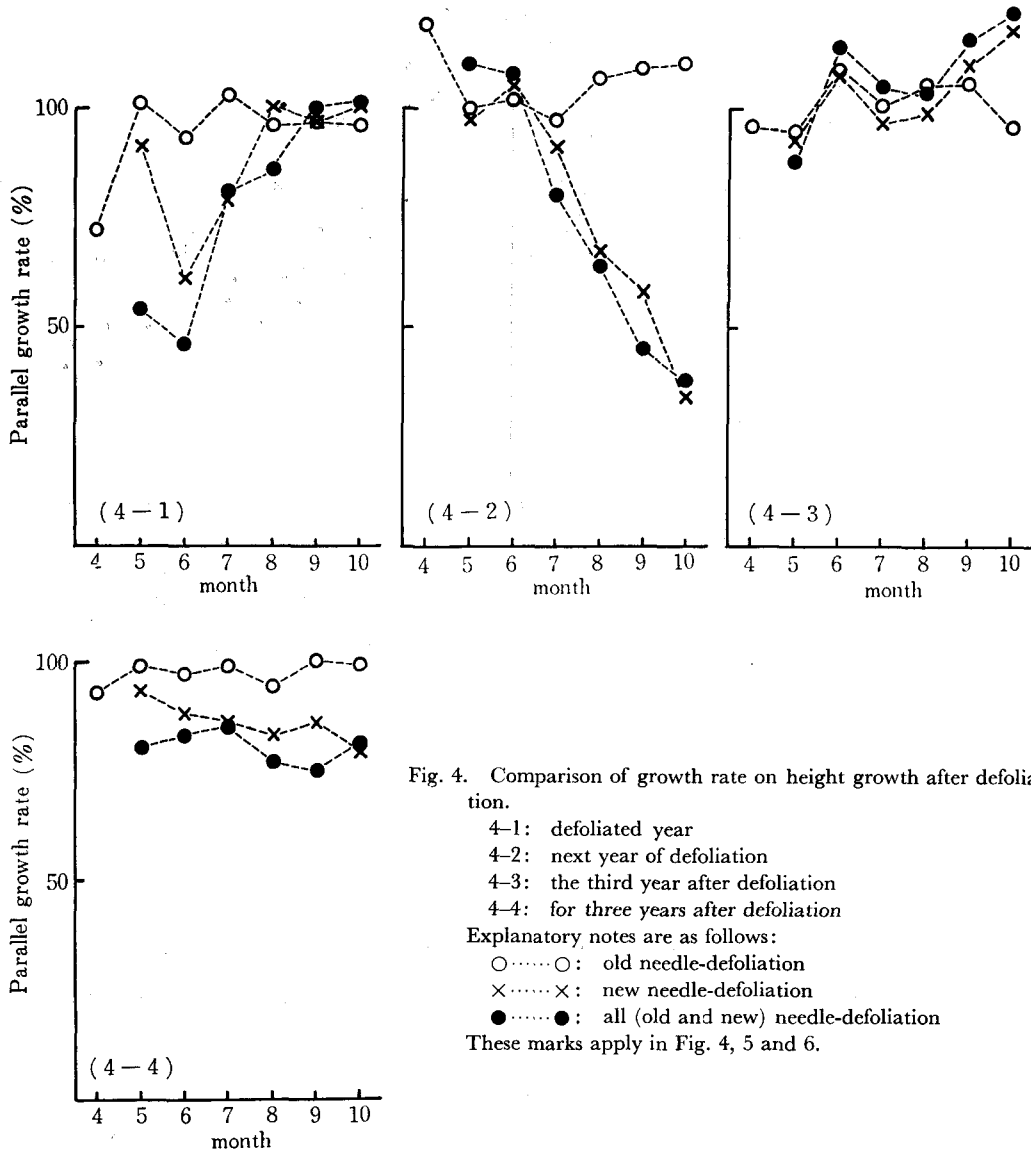 Parallel growth rate (%)
100
50
(4-1)
4 5 6 7 8 9 10
month
(4-2)
4 5 6 7 8 9 10
month
(4-3)
4 5 6 7 8 9 10
month
Parallel growth rate (%)
100
50
(4-4)
4 5 6 7 8 9 10
month
Fig. 4. Comparison of growth rate on height growth after defolia-
tion.
4–1: defoliated year
4–2: next year of defoliation
4–3: the third year after defoliation
4–4: for three years after defoliation
Explanatory notes are as follows:
○······○: old needle-defoliation
×······×: new needle-defoliation
●······●: all (old and new) needle-defoliation
These marks apply in Fig. 4, 5 and 6.